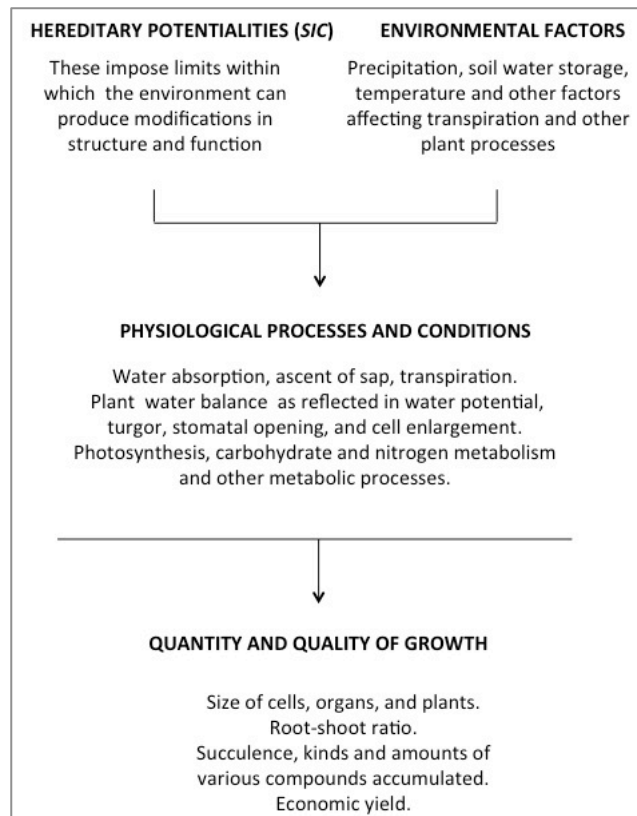 HEREDITARY POTENTIALITIES (SIC)
These impose limits within
which the environment can
produce modifications in
structure and function
ENVIRONMENTAL FACTORS
Precipitation, soil water storage,
temperature and other factors
affecting transpiration and other
plant processes
PHYSIOLOGICAL PROCESSES AND CONDITIONS
Water absorption, ascent of sap, transpiration.
Plant water balance as reflected in water potential,
turgor, stomatal opening, and cell enlargement.
Photosynthesis, carbohydrate and nitrogen metabolism
and other metabolic processes.
QUANTITY AND QUALITY OF GROWTH
Size of cells, organs, and plants.
Root-shoot ratio.
Succulence, kinds and amounts of
various compounds accumulated.
Economic yield.